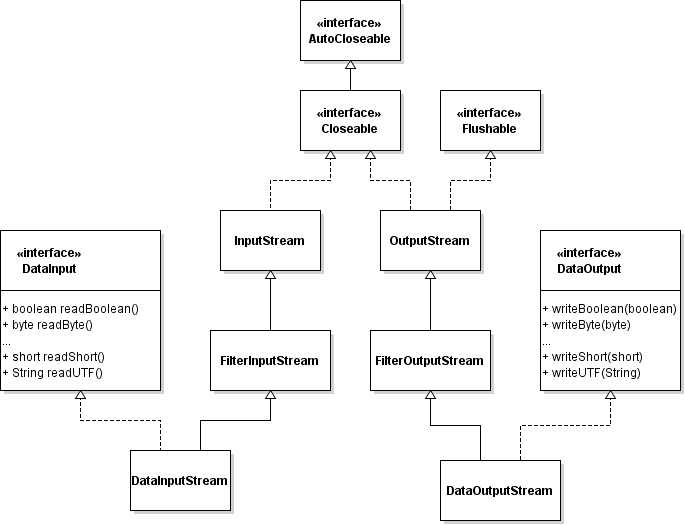 «interface»
AutoCloseable
«interface»
Closeable
«interface»
Flushable
InputStream
OutputStream
«interface»
DataInput
+ boolean readBoolean()
+ byte readByte()
...
+ short readShort()
+ String readUTF()
«interface»
DataOutput
+ writeBoolean(boolean)
+ writeByte(byte)
...
+ writeShort(short)
+ writeUTF(String)
FilterInputStream
FilterOutputStream
DataInputStream
DataOutputStream